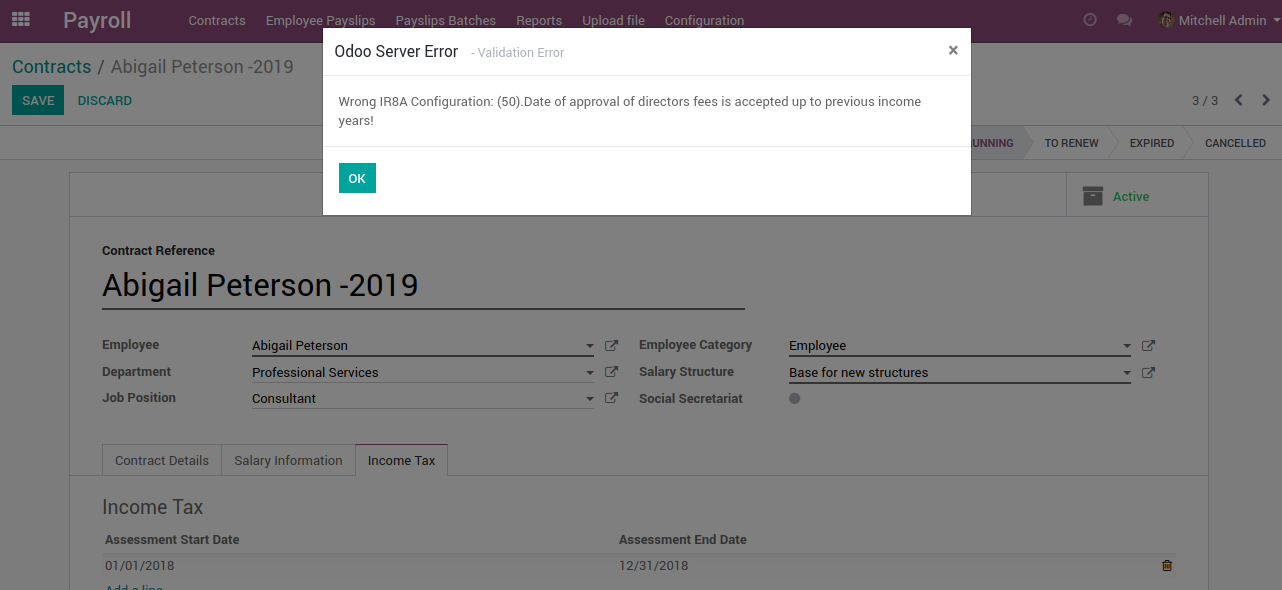 Payroll Contracts Employee Payslips Payslips Batches Reports Upload file Configuration Mitchell Admin
Odoo Server Error - Validation Error ×
Contracts / Abigail Peterson -2019
SAVE DISCARD
3 / 3
Wrong IR8A Configuration: (50).Date of approval of directors fees is accepted up to previous income
years!
TO RENEW EXPIRED CANCELLED
OK
Active
Contract Reference
Abigail Peterson -2019
Employee Abigail Peterson Employee Category Employee
Department Professional Services Salary Structure Base for new structures
Job Position Consultant Social Secretariat
Contract Details Salary Information Income Tax
Income Tax
Assessment Start Date Assessment End Date
01/01/2018 12/31/2018
Add a line